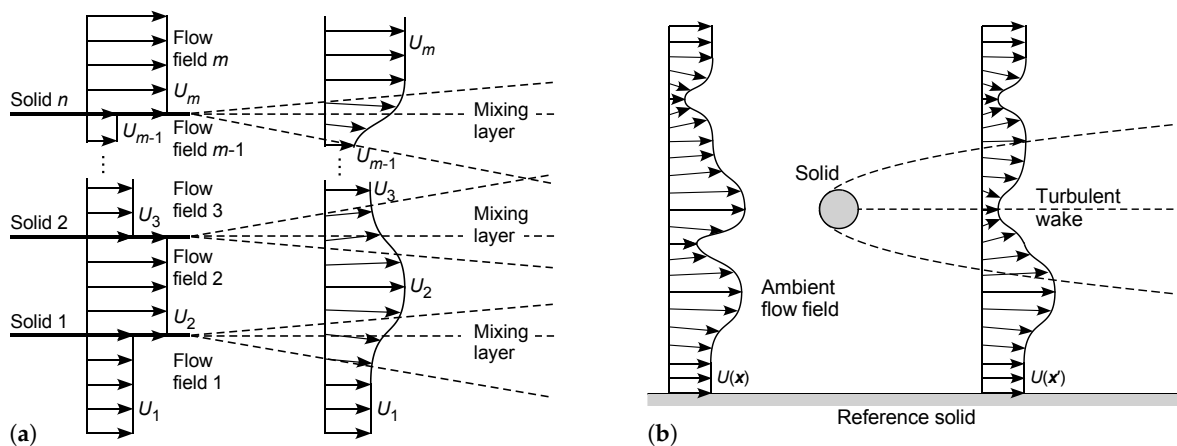 Flow
field m
U_m
U_m
Solid n
Mixing
layer
U_{m-1}
Flow
field m-1
U_{m-1}
Flow
field 3
U_3
U_3
Solid 2
Mixing
layer
Flow
field 2
U_2
Solid 1
U_2
Mixing
layer
Flow
field 1
U_1
U_1
(a)
Solid
Turbulent
wake
Ambient
flow field
U(x)
U(x')
Reference solid
(b)